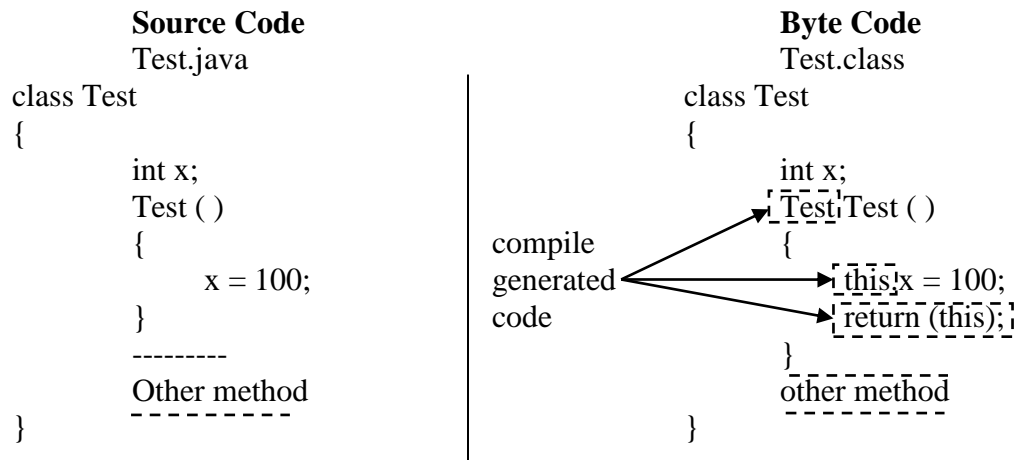 Source Code
Test.java
class Test
{
int x;
Test ( )
{
x = 100;
}
---------
Other method
}
compile
generated
code
Byte Code
Test.class
class Test
{
int x;
Test Test ( )
{
this.x = 100;
return (this);
}
other method
}